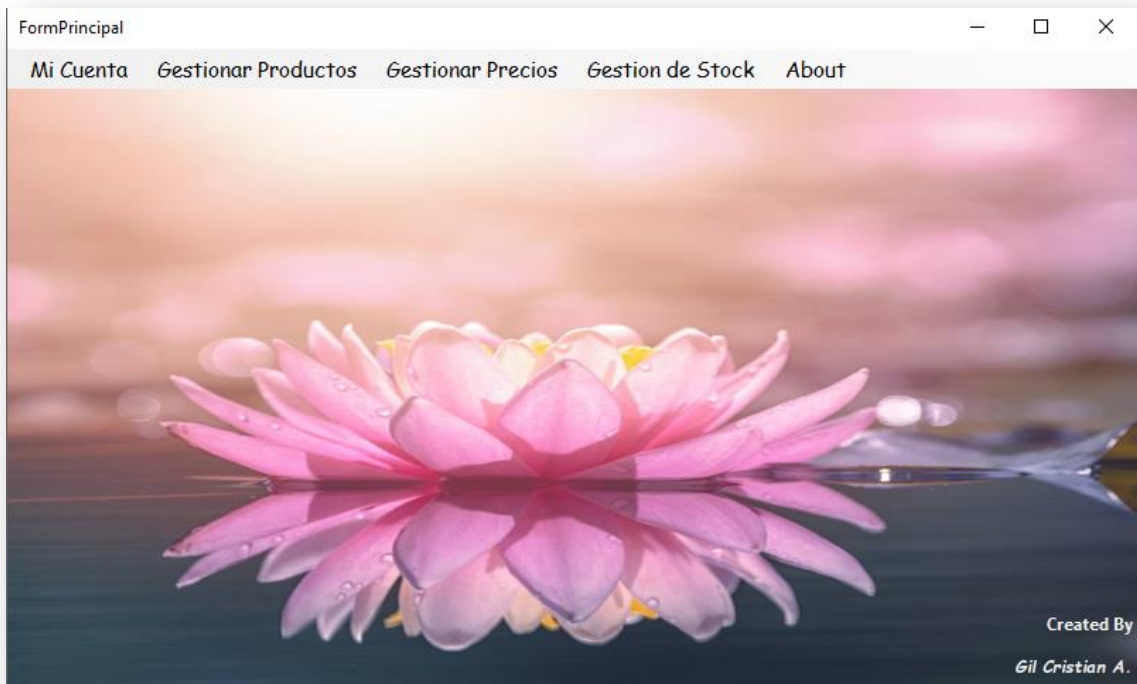 FormPrincipal
Mi Cuenta Gestionar Productos Gestionar Precios Gestion de Stock About
Created By
Gil Cristian A.